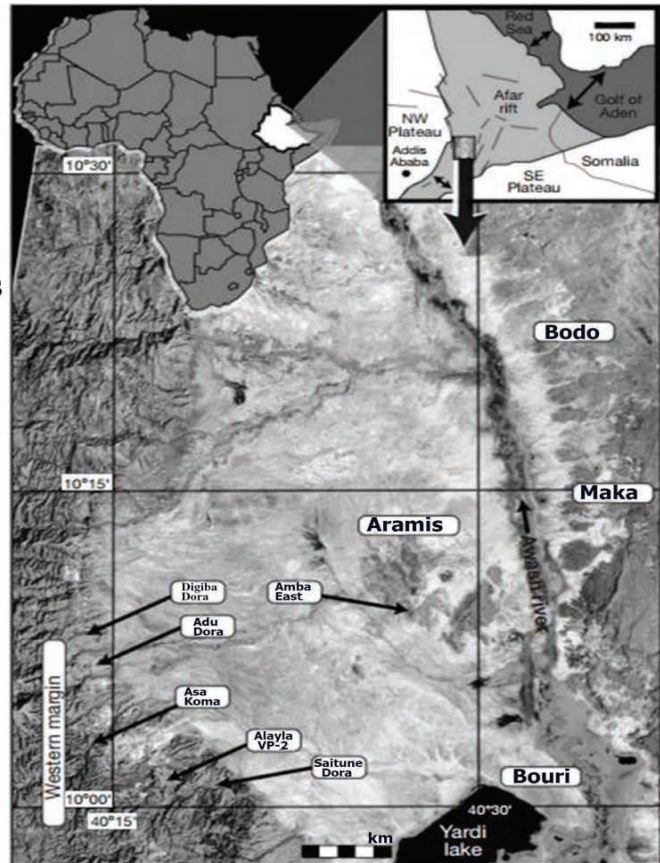 Red
Sea
100 km
Afar
rift
Golf of
Aden
NW
Plateau
Addis
Ababa
Somalia
SE
Plateau
10°30'
Bodo
10°15'
Maka
Aramis
Awash river
Digiba
Dora
Amba
East
Adu
Dora
Asa
Koma
Western margin
Alayla
VP-2
Saitune
Dora
Bouri
10°00'
40°15'
40°30'
km
Yardi
lake